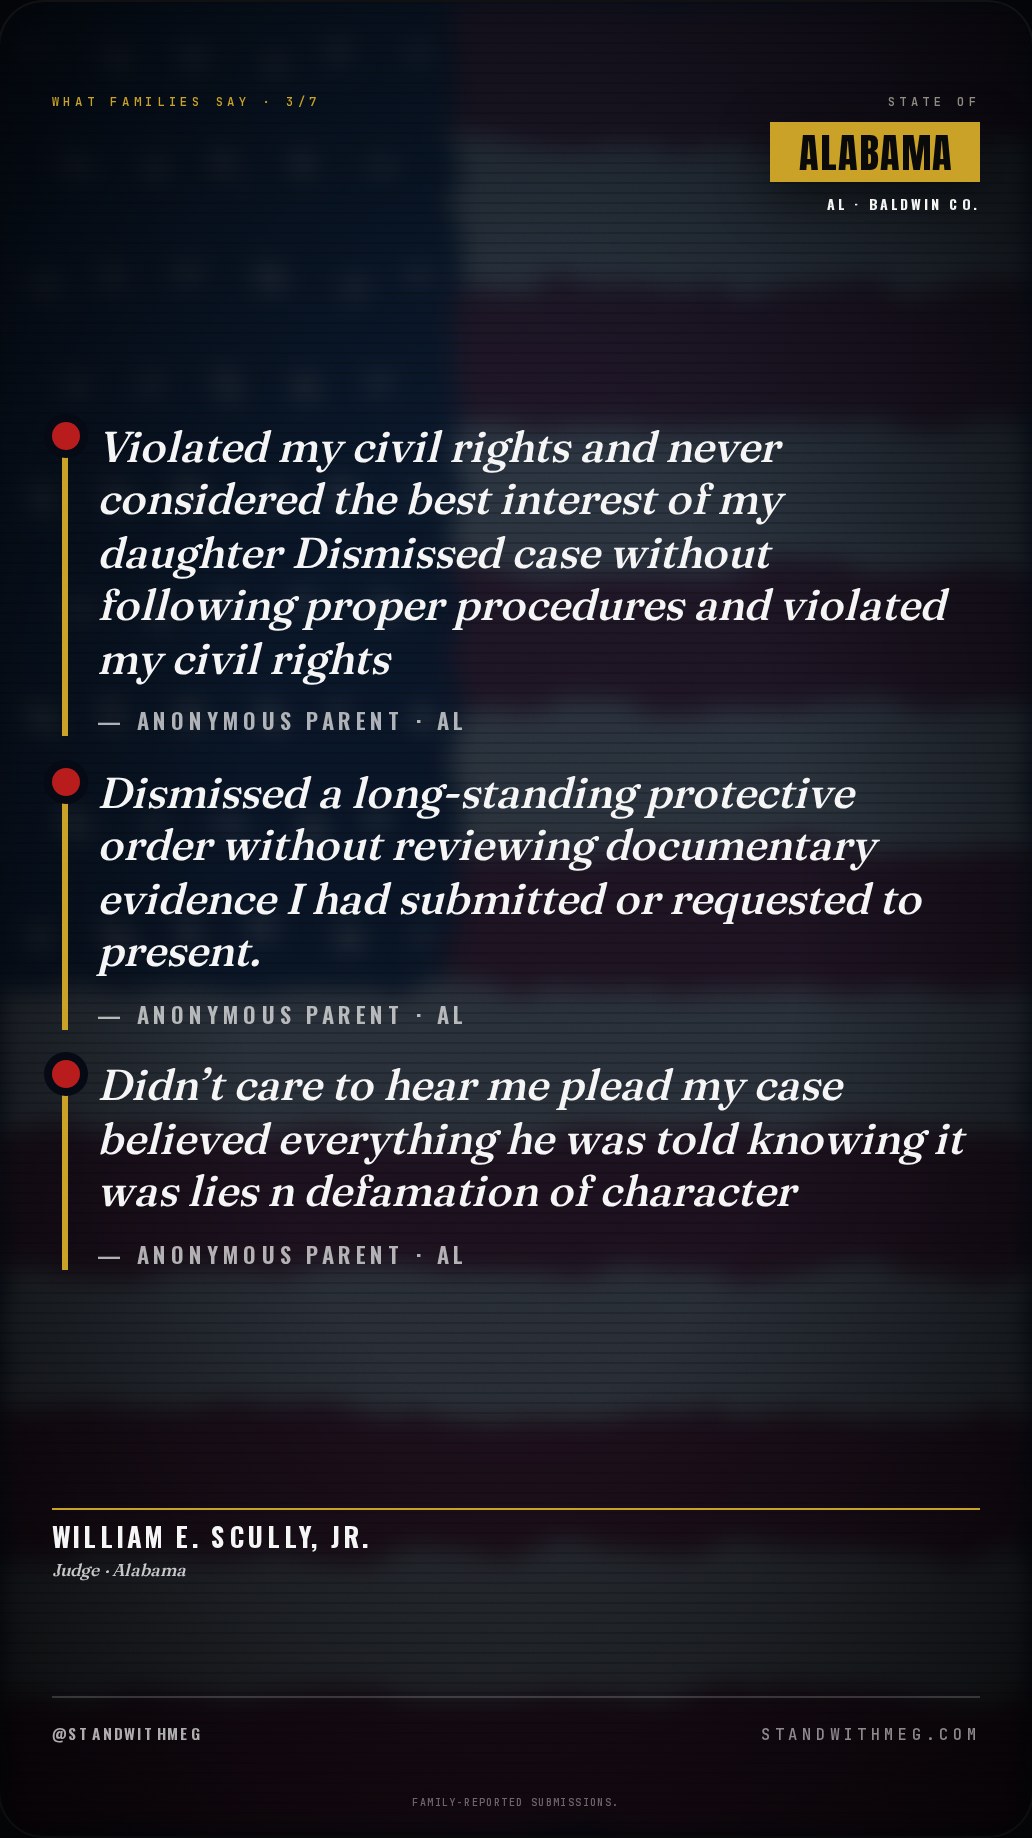 WHAT FAMILIES SAY · 3/7
STATE OF
ALABAMA
AL · BALDWIN CO.
Violated my civil rights and never
considered the best interest of my
daughter Dismissed case without
following proper procedures and violated
my civil rights
— ANONYMOUS PARENT · AL
Dismissed a long-standing protective
order without reviewing documentary
evidence I had submitted or requested to
present.
— ANONYMOUS PARENT · AL
Didn’t care to hear me plead my case
believed everything he was told knowing it
was lies n defamation of character
— ANONYMOUS PARENT · AL
WILLIAM E. SCULLY, JR.
Judge · Alabama
@STANDWITHMEG
STANDWITHMEG.COM
FAMILY-REPORTED SUBMISSIONS.